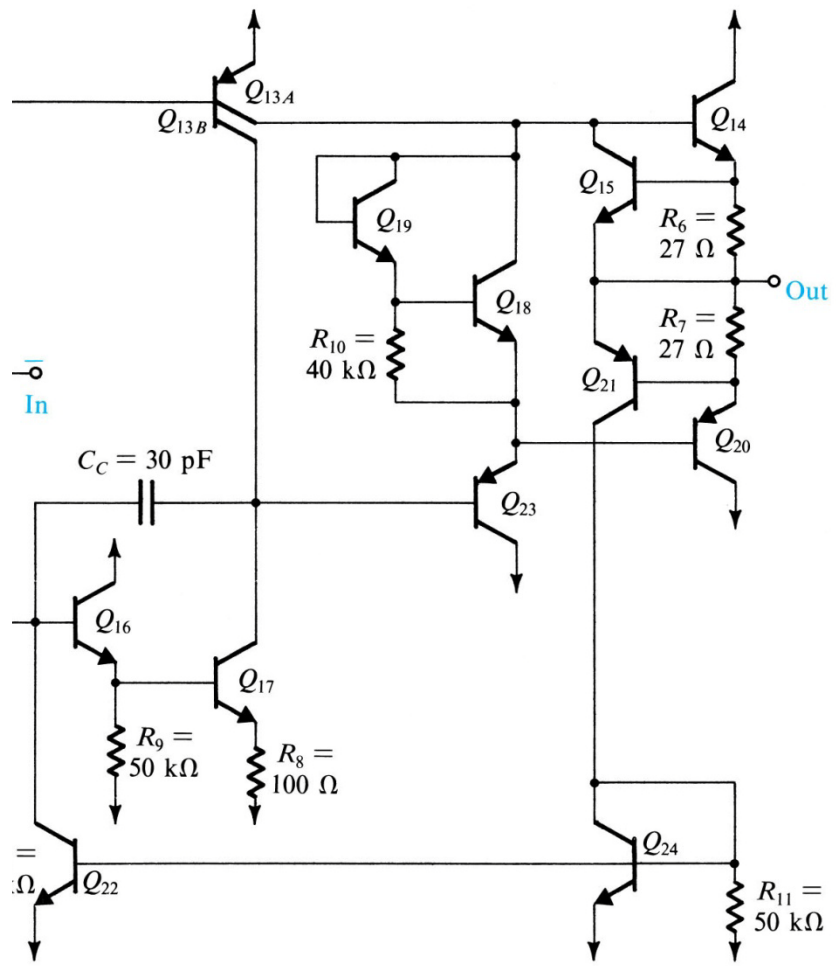 Q13A
Q13B
Q14
Q15
Q19
R6 =
27 Ω
Q18
Out
R10 =
40 kΩ
R7 =
27 Ω
–
In
Q21
Q20
CC = 30 pF
Q23
Q16
Q17
R9 =
50 kΩ
R8 =
100 Ω
Q24
=
Ω
Q22
R11 =
50 kΩ